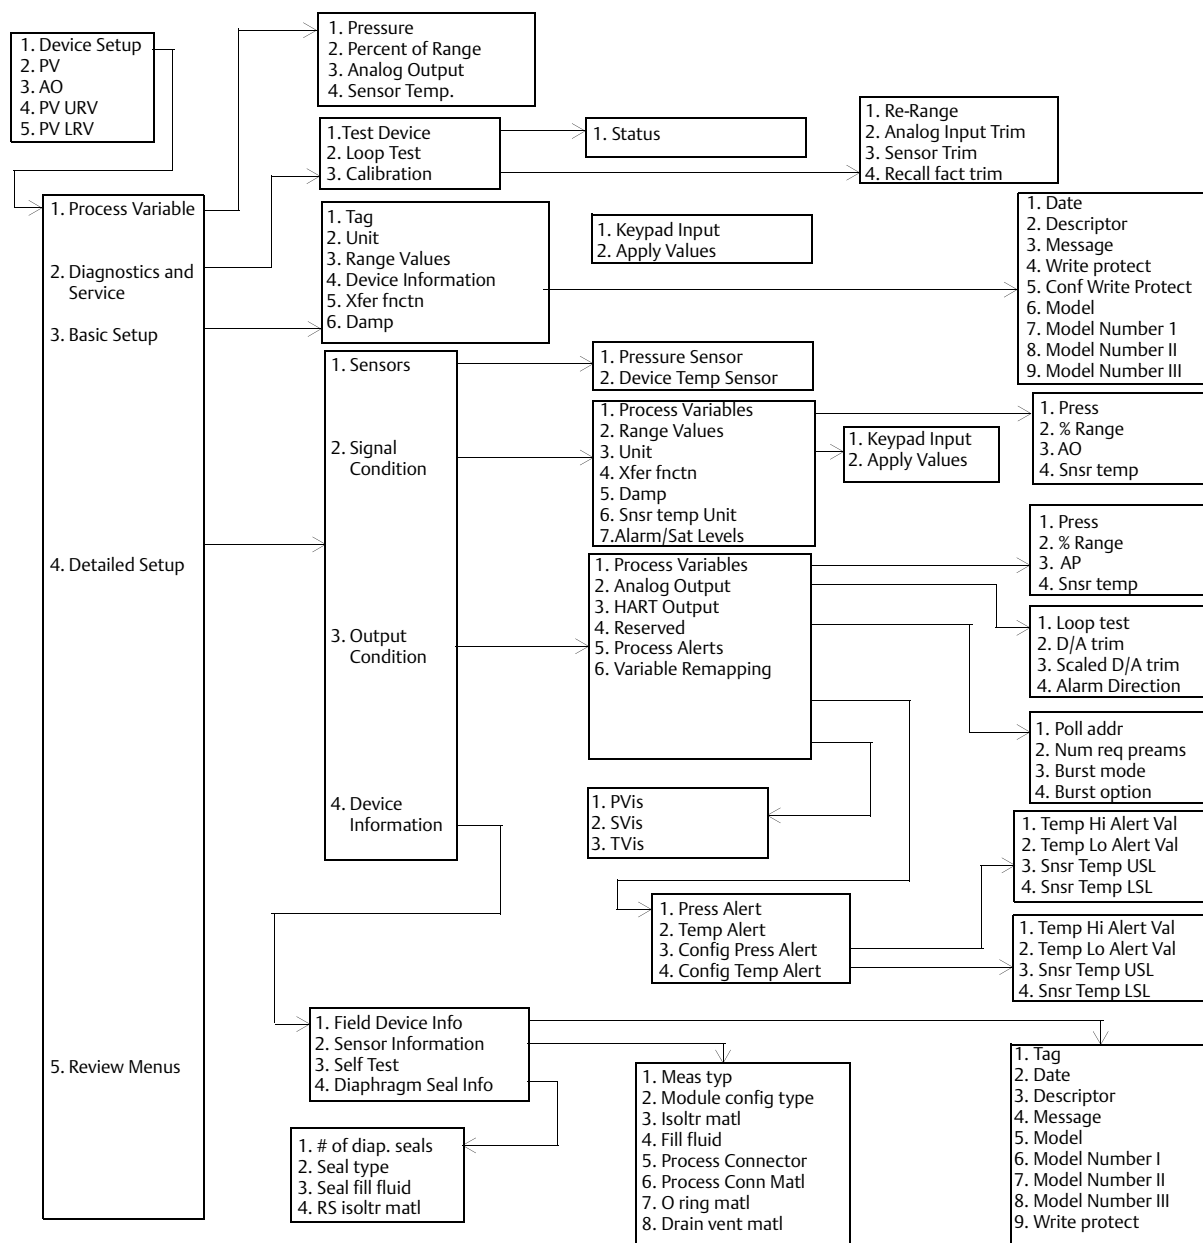 1. Device Setup
2. PV
3. AO
4. PV URV
5. PV LRV
1. Pressure
2. Percent of Range
3. Analog Output
4. Sensor Temp.
1.Test Device
2. Loop Test
3. Calibration
1. Status
1. Re-Range
2. Analog Input Trim
3. Sensor Trim
4. Recall fact trim
1. Process Variable
2. Diagnostics and
Service
3. Basic Setup
4. Detailed Setup
5. Review Menus
1. Tag
2. Unit
3. Range Values
4. Device Information
5. Xfer fnctn
6. Damp
1. Keypad Input
2. Apply Values
1. Date
2. Descriptor
3. Message
4. Write protect
5. Conf Write Protect
6. Model
7. Model Number 1
8. Model Number II
9. Model Number III
1. Sensors
2. Signal
Condition
3. Output
Condition
4. Device
Information
1. Pressure Sensor
2. Device Temp Sensor
1. Process Variables
2. Range Values
3. Unit
4. Xfer fnctn
5. Damp
6. Snsr temp Unit
7.Alarm/Sat Levels
1. Keypad Input
2. Apply Values
1. Press
2. % Range
3. AO
4. Snsr temp
1. Process Variables
2. Analog Output
3. HART Output
4. Reserved
5. Process Alerts
6. Variable Remapping
1. Press
2. % Range
3. AP
4. Snsr temp
1. Loop test
2. D/A trim
3. Scaled D/A trim
4. Alarm Direction
1. Poll addr
2. Num req preams
3. Burst mode
4. Burst option
1. PVis
2. SVis
3. TVis
1. Press Alert
2. Temp Alert
3. Config Press Alert
4. Config Temp Alert
1. Temp Hi Alert Val
2. Temp Lo Alert Val
3. Snsr Temp USL
4. Snsr Temp LSL
1. Temp Hi Alert Val
2. Temp Lo Alert Val
3. Snsr Temp USL
4. Snsr Temp LSL
1. Field Device Info
2. Sensor Information
3. Self Test
4. Diaphragm Seal Info
1. # of diap. seals
2. Seal type
3. Seal fill fluid
4. RS isoltr matl
1. Meas typ
2. Module config type
3. Isoltr matl
4. Fill fluid
5. Process Connector
6. Process Conn Matl
7. O ring matl
8. Drain vent matl
1. Tag
2. Date
3. Descriptor
4. Message
5. Model
6. Model Number I
7. Model Number II
8. Model Number III
9. Write protect